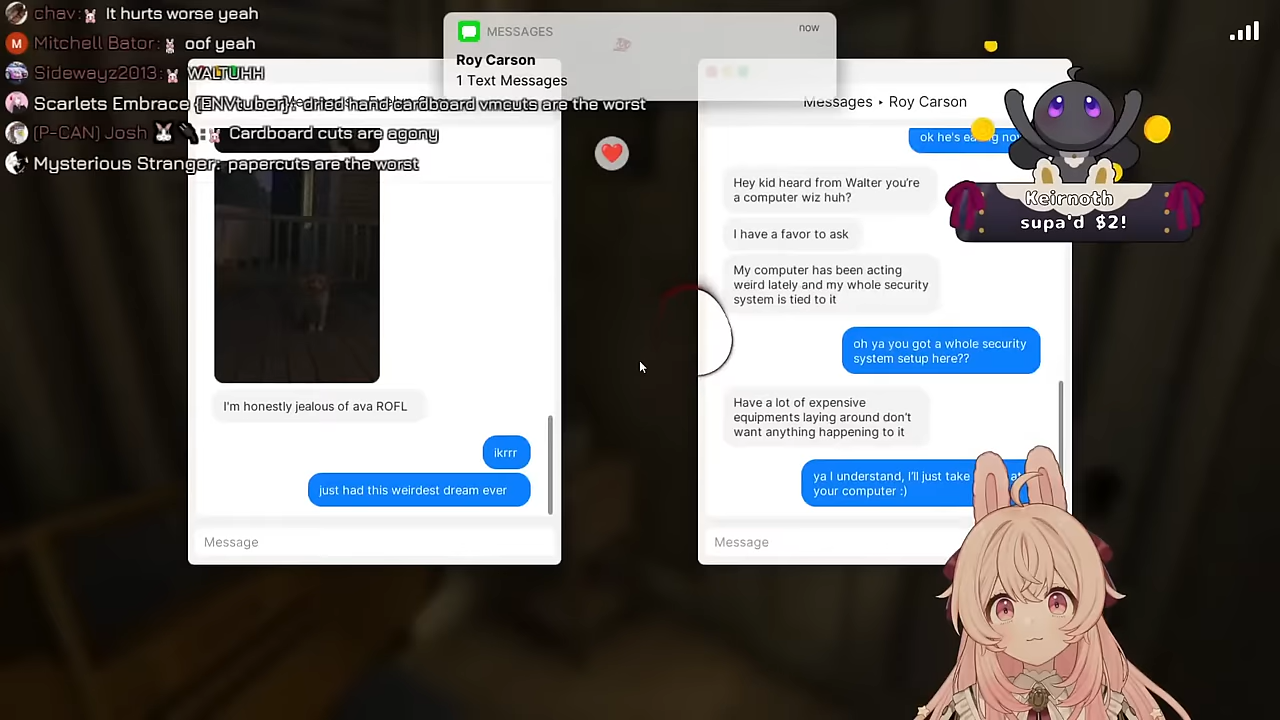 chav: It hurts worse yeah
Mitchell Bator: oof yeah
Sidewayz2013: WALTUHH
Scarlets Embrace {ENVtuber}: dried hand cardboard vmcuts are the worst
[P-CAN] Josh : Cardboard cuts are agony
Mysterious Stranger: papercuts are the worst
MESSAGES
now
Roy Carson
1 Text Messages
I'm honestly jealous of ava ROFL
ikrrr
just had this weirdest dream ever
Message
Messages ▸ Roy Carson
ok he's eating now
Hey kid heard from Walter you're
a computer wiz huh?
I have a favor to ask
My computer has been acting
weird lately and my whole security
system is tied to it
oh ya you got a whole security
system setup here??
Have a lot of expensive
equipments laying around don't
want anything happening to it
ya I understand, I'll just take
your computer :)
Message
Keirnoth
supa'd $2!